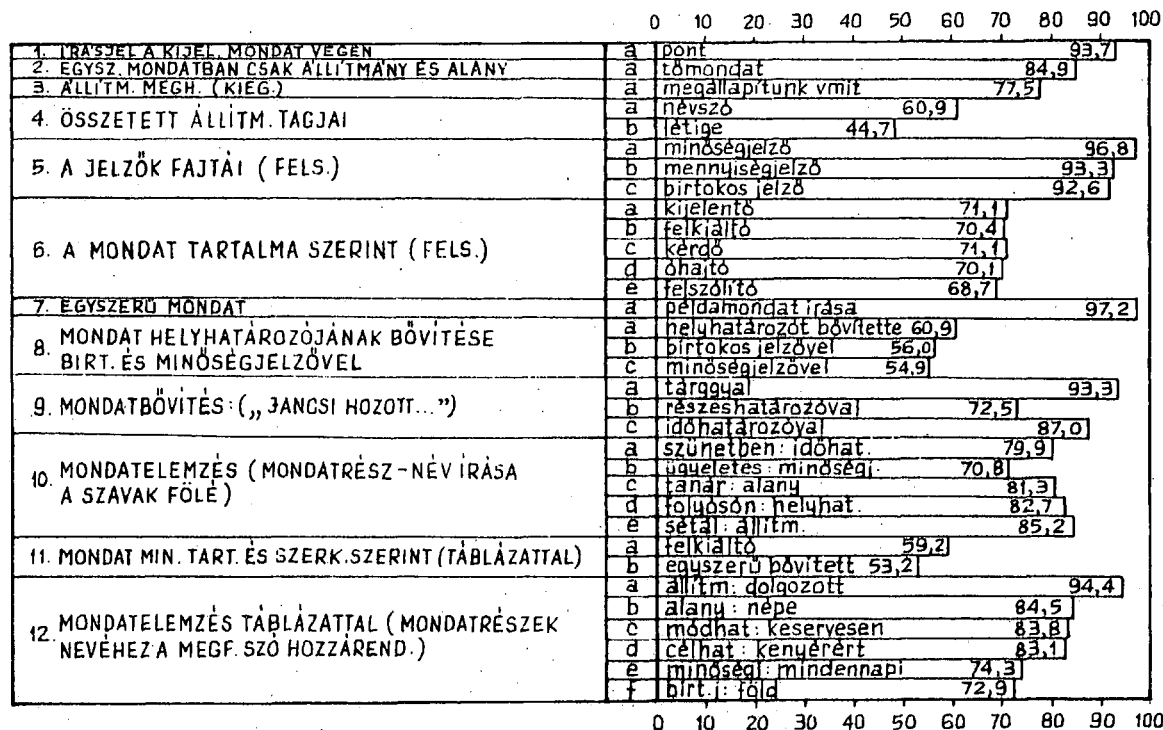 0 10 20 30 40 50 60 70 80 90 100
1. ÍRÁSJEL A KIJEL. MONDAT VÉGÉN a pont 93,7
2. EGYSZ. MONDATBAN CSAK ÁLLÍTMÁNY ÉS ALANY a tőmondat 84,9
3. ÁLLÍTM. MEGH. (KIEG.) a megállapítunk vmit 77,5
4. ÖSSZETETT ÁLLÍTM. TAGJAI a névszó 60,9
b létige 44,7
5. A JELZŐK FAJTÁI (FELS.) a minőségjelző 96,8
b mennyiségjelző 93,3
c birtokos jelző 92,6
6. A MONDAT TARTALMA SZERINT (FELS.) a kijelentő 71,1
b felkiáltó 70,4
c kérdő 71,1
d óhajtó 70,1
e felszólító 68,7
7. EGYSZERŰ MONDAT a példamondat írása 97,2
8. MONDAT HELYHATÁROZÓJÁNAK BŐVÍTÉSE
BIRT. ÉS MINŐSÉGJELZŐVEL
a helyhatározót bővítette 60,9
b birtokos jelzővel 56,0
c minőségjelzővel 54,9
9. MONDATBŐVÍTÉS: („JANCSI HOZOTT...") a tárggyal 93,3
b részeshatározóval 72,5
c időhatározóval 87,0
10. MONDATELEMZÉS (MONDATRÉSZ-NÉV ÍRÁSA
A SZAVAK FÖLÉ)
a szünetben: időhat. 79,9
b ügyeletes: minőségj. 70,8
c tanár: alany 81,3
d folyosón: helyhat. 82,7
e sétál: állítm. 85,2
11. MONDAT MIN. TART. ÉS SZERK. SZERINT (TÁBLÁZATTAL) a felkiáltó 59,2
b egyszerű bővített 53,2
12. MONDATELEMZÉS TÁBLÁZATTAL (MONDATRÉSZEK
NEVÉHEZ A MEGF. SZÓ HOZZÁREND.)
a állítm: dolgozott 94,4
b alany: népe 84,5
c módhat: keservesen 83,8
d célhat: kenyérért 83,1
e minőségi: mindennapi 74,3
f birt.j: föld 72,9
0 10 20 30 40 50 60 70 80 90 100